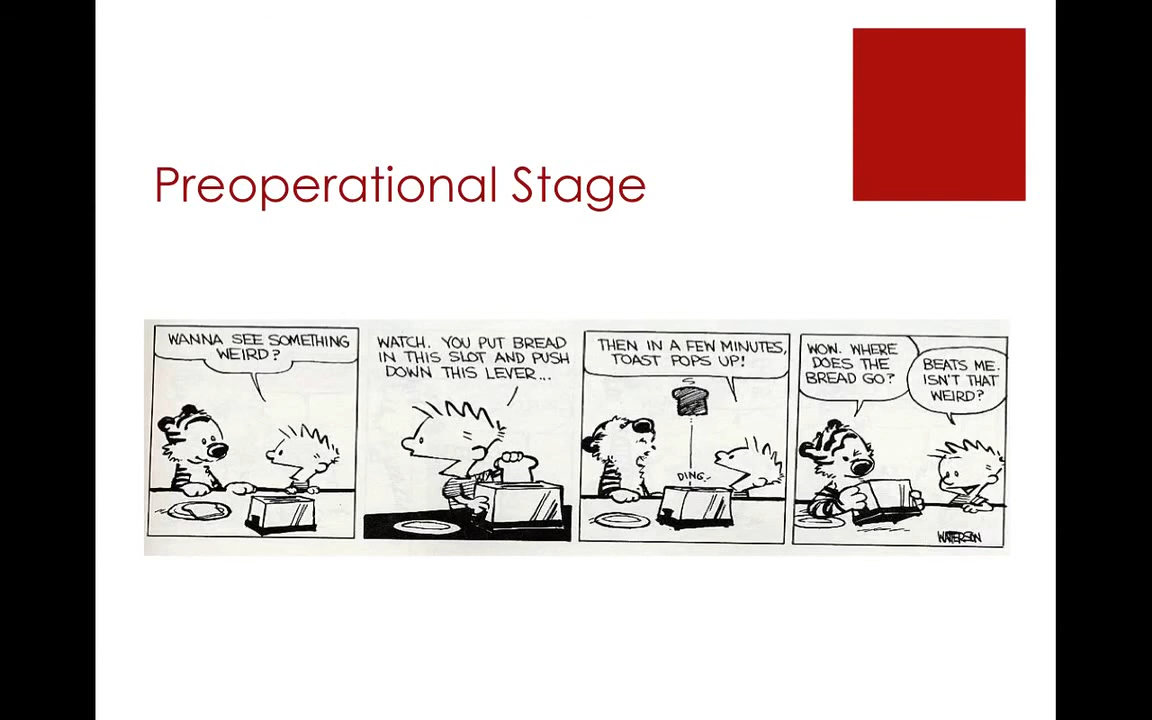 Preoperational Stage
WANNA SEE SOMETHING
WEIRD?
WATCH. YOU PUT BREAD
IN THIS SLOT AND PUSH
DOWN THIS LEVER...
THEN IN A FEW MINUTES,
TOAST POPS UP!
DING
WOW. WHERE
DOES THE
BREAD GO?
BEATS ME.
ISN'T THAT
WEIRD?
WATTERSON